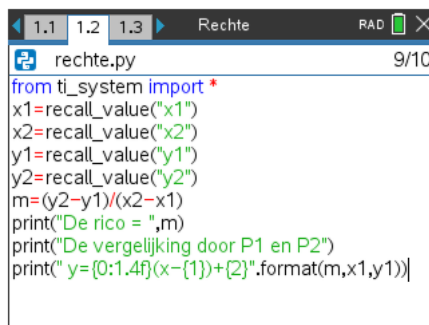 1.1 1.2 1.3 Rechte RAD
rechte.py 9/10
from ti_system import *
x1=recall_value("x1")
x2=recall_value("x2")
y1=recall_value("y1")
y2=recall_value("y2")
m=(y2-y1)/(x2-x1)
print("De rico = ",m)
print("De vergelijking door P1 en P2")
print(" y={0:1.4f}(x-{1})+{2}".format(m,x1,y1))